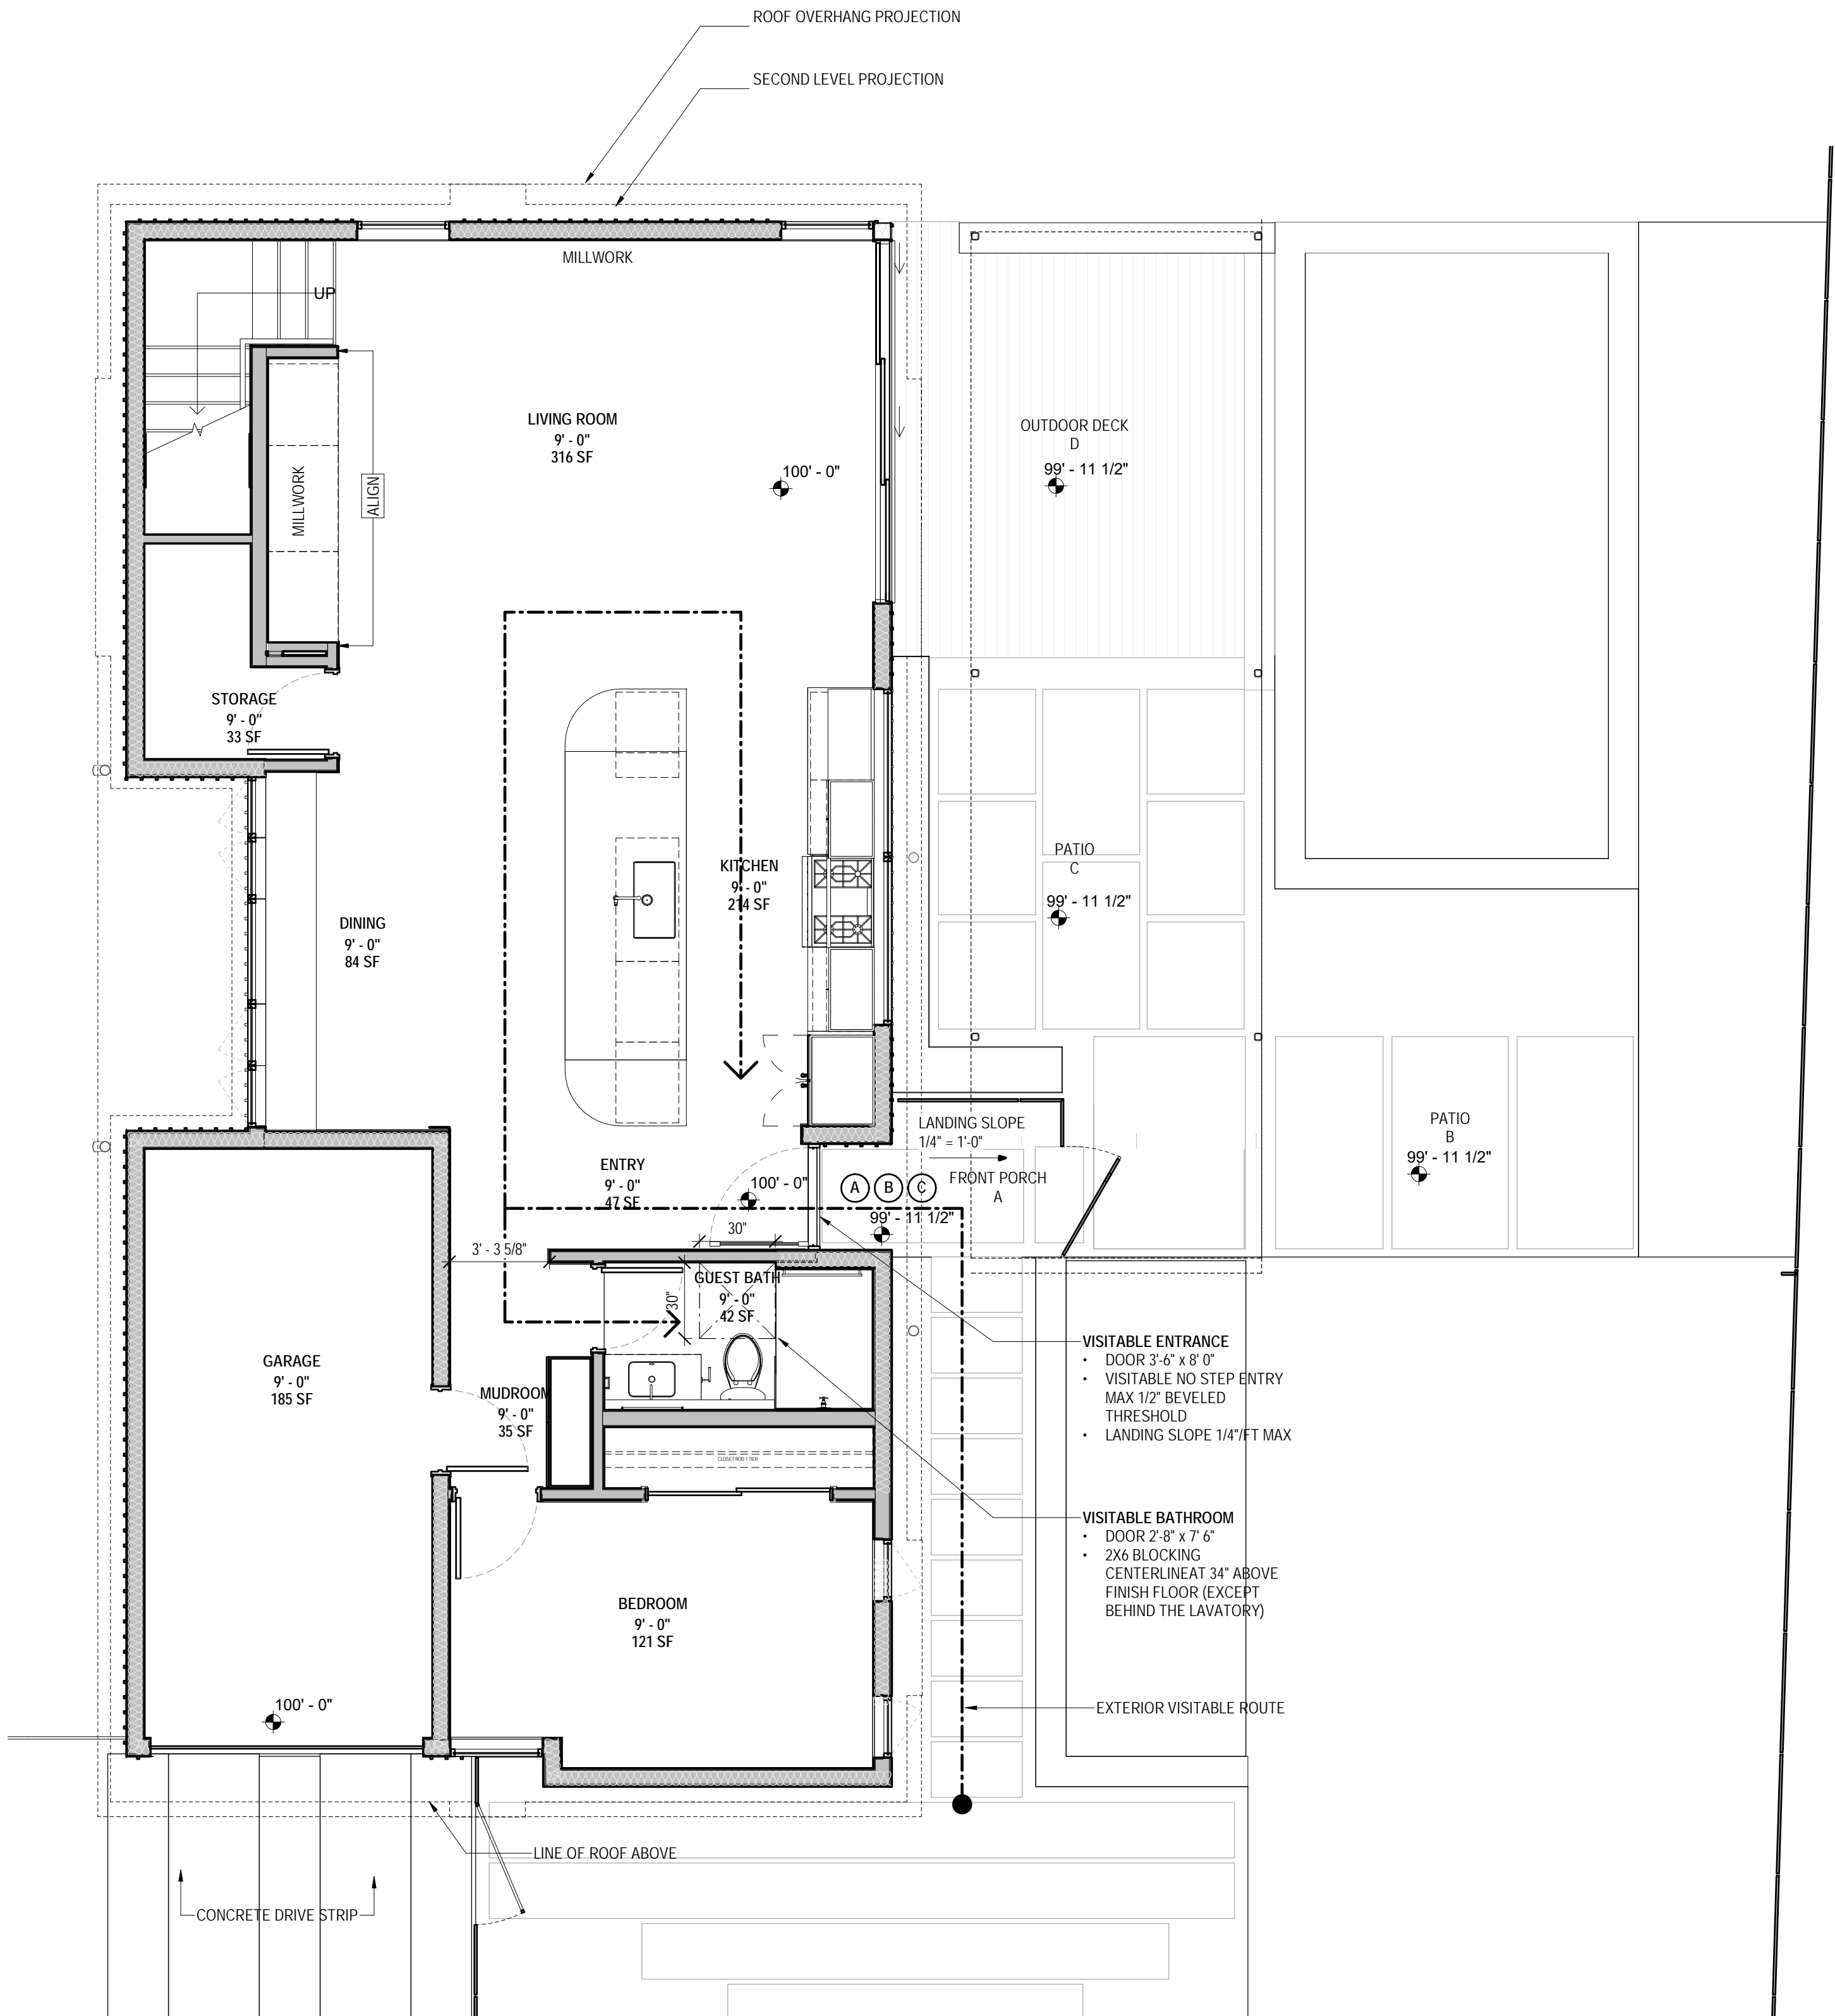 ROOF OVERHANG PROJECTION
SECOND LEVEL PROJECTION
MILLWORK
UP
LIVING ROOM
9' - 0"
316 SF
100' - 0"
OUTDOOR DECK
D
99' - 11 1/2"
MILLWORK
ALIGN
STORAGE
9' - 0"
33 SF
KITCHEN
9' - 0"
214 SF
PATIO
C
99' - 11 1/2"
DINING
9' - 0"
84 SF
LANDING SLOPE
1/4" = 1'-0"
FRONT PORCH
A
PATIO
B
99' - 11 1/2"
ENTRY
9' - 0"
47 SF
100' - 0"
A B C
99' - 11 1/2"
30"
3' - 3 5/8"
GUEST BATH
9' - 0"
42 SF
30"
VISITABLE ENTRANCE
• DOOR 3'-6" x 8' 0"
• VISITABLE NO STEP ENTRY
MAX 1/2" BEVELED
THRESHOLD
• LANDING SLOPE 1/4"/FT MAX
GARAGE
9' - 0"
185 SF
MUDROOM
9' - 0"
35 SF
CLOSET ROD 1 TIER
VISITABLE BATHROOM
• DOOR 2'-8" x 7' 6"
• 2X6 BLOCKING
CENTERLINEAT 34" ABOVE
FINISH FLOOR (EXCEPT
BEHIND THE LAVATORY)
BEDROOM
9' - 0"
121 SF
100' - 0"
EXTERIOR VISITABLE ROUTE
LINE OF ROOF ABOVE
CONCRETE DRIVE STRIP